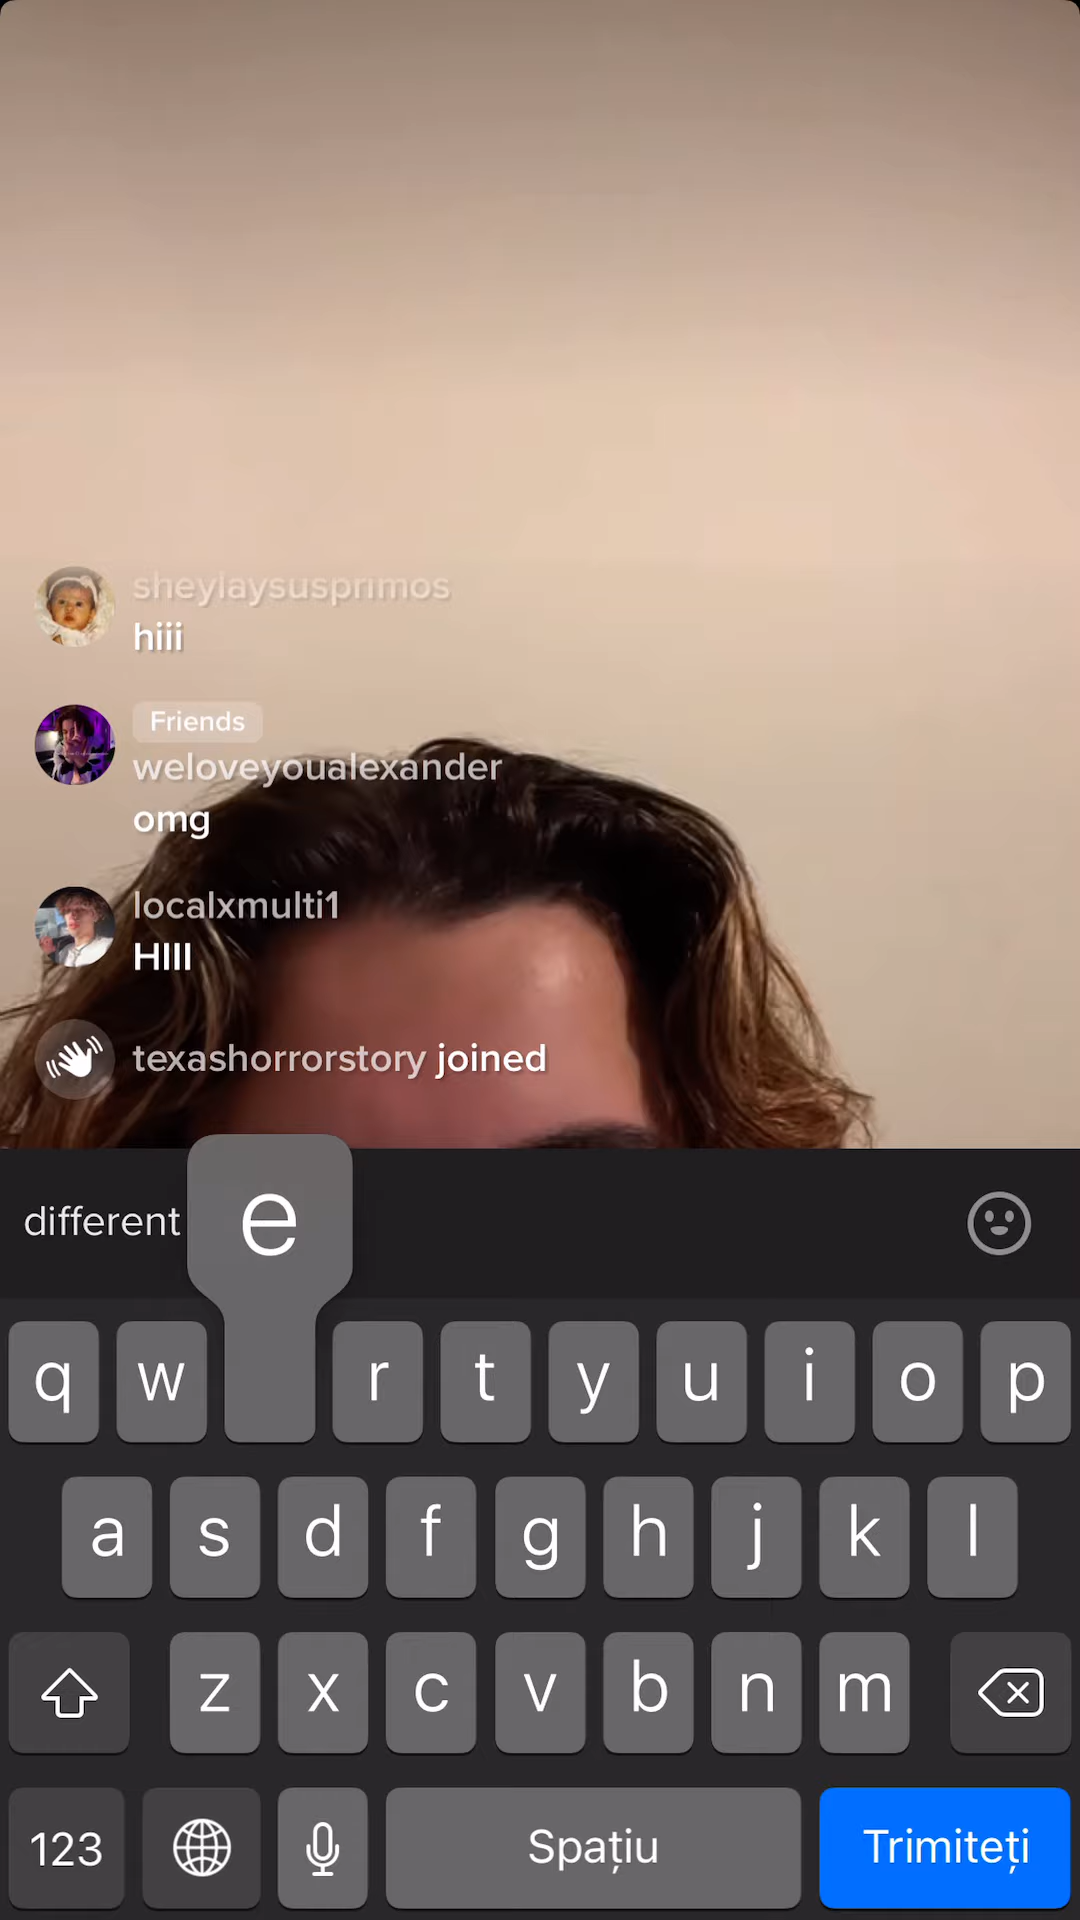 sheylaysusprimos
hiii
Friends
weloveyoualexander
omg
localxmulti1
HIII
texashorrorstory joined
different
e
q w r t y u i o p
a s d f g h j k l
z x c v b n m
123 Spațiu Trimiteți